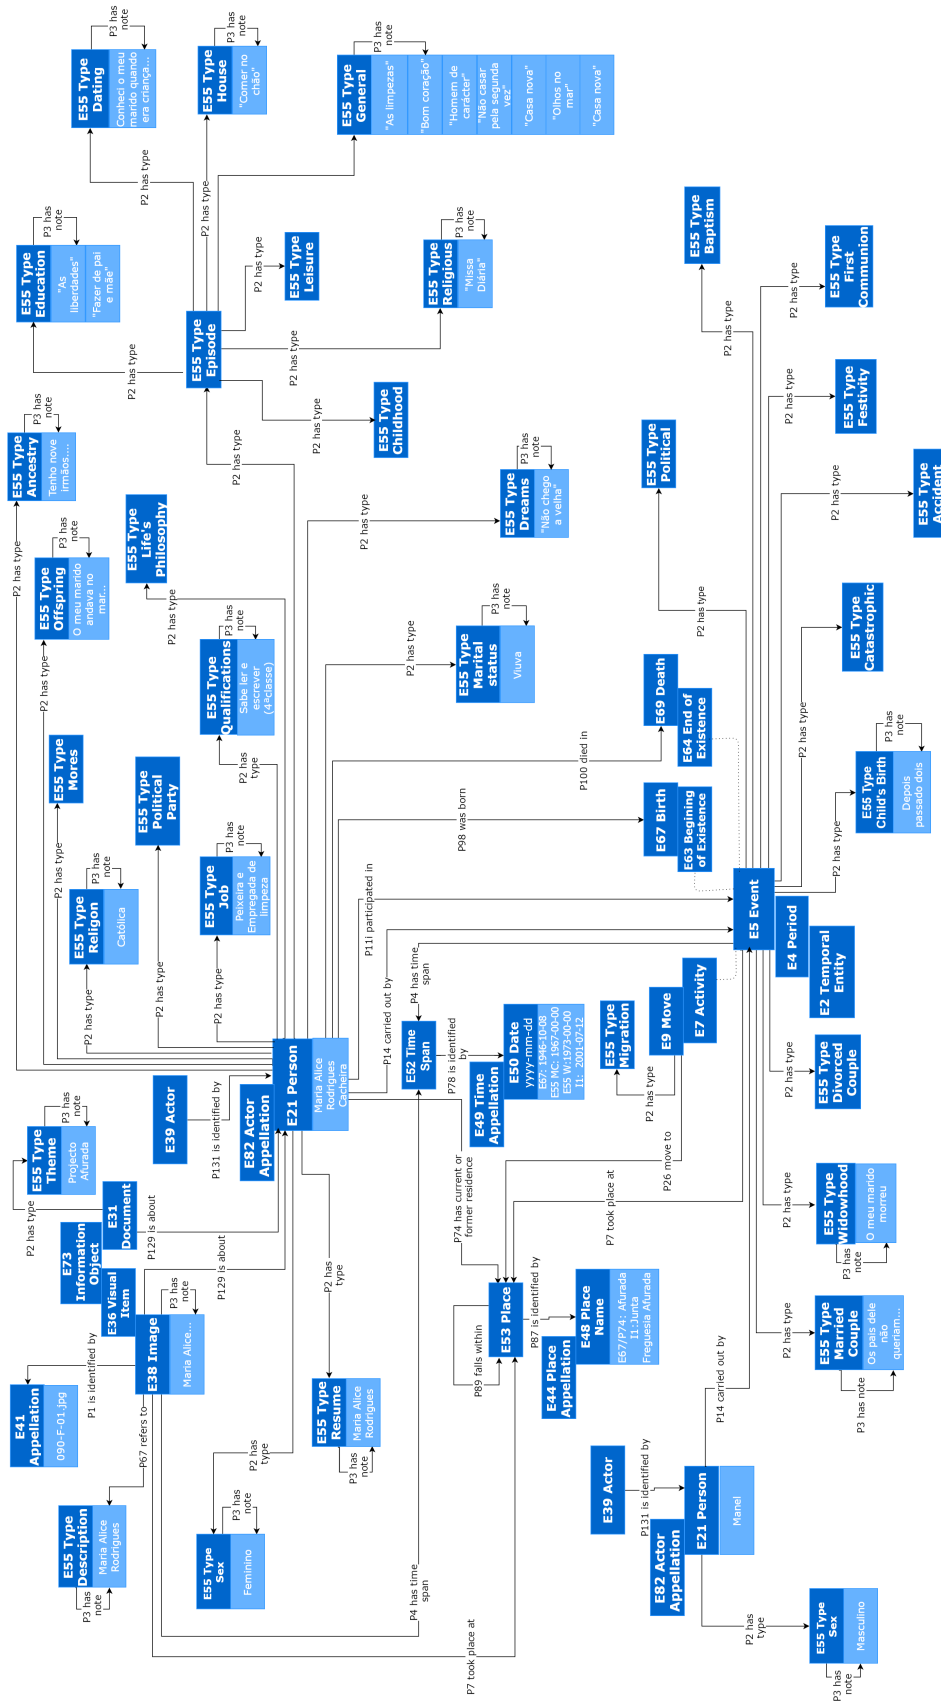 E55 Type
Description
Maria Alice
Rodrigues
P3 has
note
P67 refers to
E41
Appellation
090-F-01.jpg
P1 is identified by
E73
Information
Object
E36 Visual
Item
E38 Image
Maria Alice...
P3 has
note
E31
Document
P2 has type
E55 Type
Theme
Projecto
Afurada
P3 has
note
P129 is about
P129 is about
E39 Actor
P131 is identified by
E82 Actor
Appellation
E21 Person
Maria Alice
Rodrigues
Cacheira
P2 has type
E55 Type
Religon
Católica
P3 has
note
P2 has type
E55 Type
Mores
P2 has type
E55 Type
Political
Party
P2 has type
E55 Type
Job
Peixeira e
Empregada de
limpeza
P3 has
note
P2 has type
E55 Type
Offspring
O meu marido
andava no
mar...
P3 has
note
P2 has type
E55 Type
Ancestry
Tenho nove
irmãos....
P3 has
note
P2 has type
E55 Type
Life's
Philosophy
P2 has
type
E55 Type
Qualifications
Sabe ler e
escrever
(4ªclasse)
P3 has
note
P2 has type
E55 Type
Education
"As
liberdades"
"Fazer de pai
e mãe"
P3 has
note
P2 has type
E55 Type
Dating
Conheci o meu
marido quando
era criança...
P3 has
note
P2 has type
E55 Type
Episode
P2 has type
E55 Type
House
"Comer no
chão"
P3 has
note
P2 has type
E55 Type
Leisure
P2 has type
E55 Type
General
"As limpezas"
"Bom coração"
"Homem de
carácter"
"Não casar
pela segunda
vez"
"Casa nova"
"Olhos no
mar"
"Casa nova"
P3 has
note
P2 has type
E55 Type
Religious
"Missa
Diária"
P3 has
note
P2 has type
E55 Type
Childhood
P2 has type
E55 Type
Dreams
"Não chego
a velha"
P3 has
note
P2 has type
E55 Type
Marital
status
Viuva
P3 has
note
P2 has
type
E55 Type
Sex
Feminino
P3 has
note
P2 has
type
E55 Type
Resume
Maria Alice
Rodrigues
P3 has
note
P4 has time
span
P7 took place at
P14 carried out by
P11i participated in
P98 was born
P100 died in
E52 Time
Span
P4 has time
span
P78 is identified
by
E49 Time
Appellation
E50 Date
yyyy-mm-dd
E67: 1946-10-08
E55 MC: 1967-00-00
E55 W:1973-00-00
I1: 2001-07-12
P74 has current or
former residence
E53 Place
P89 falls within
P87 is identified by
E44 Place
Appellation
E48 Place
Name
E67/P74: Afurada
I1:Junta
Freguesia Afurada
P7 took place at
P26 move to
E55 Type
Migration
P2 has type
E9 Move
E7 Activity
E67 Birth
E63 Begining
of Existence
E69 Death
E64 End of
Existence
E39 Actor
P131 is identified by
E82 Actor
Appellation
E21 Person
Manel
P14 carried out by
P2 has
type
E55 Type
Sex
Masculino
P3 has
note
E5 Event
E4 Period
E2 Temporal
Entity
P2 has type
E55 Type
Married
Couple
Os pais dele
não
queriam...
P3 has note
P2 has type
E55 Type
Widowhood
O meu marido
morreu
P3 has
note
P2 has type
E55 Type
Divorced
Couple
P2 has type
E55 Type
Child's Birth
Depois
passado dois
P3 has
note
P2 has type
E55 Type
Catastrophic
P2 has type
E55 Type
Accident
P2 has type
E55 Type
Political
P2 has type
E55 Type
Festivity
P2 has type
E55 Type
Baptism
P2 has type
E55 Type
First
Communion